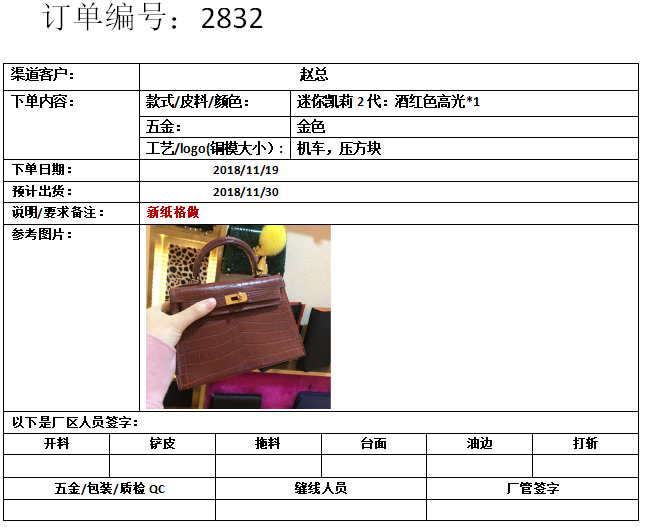 订单编号：2832
渠道客户： 赵总
下单内容： 款式/皮料/颜色： 迷你凯莉2代：酒红色高光*1
五金： 金色
工艺/logo(铜模大小）： 机车，压方块
下单日期： 2018/11/19
预计出货： 2018/11/30
说明/要求备注： 新纸格做
参考图片：
以下是厂区人员签字：
开料 铲皮 拖料 台面 油边 打斩
五金/包装/质检 QC 缝线人员 厂管签字